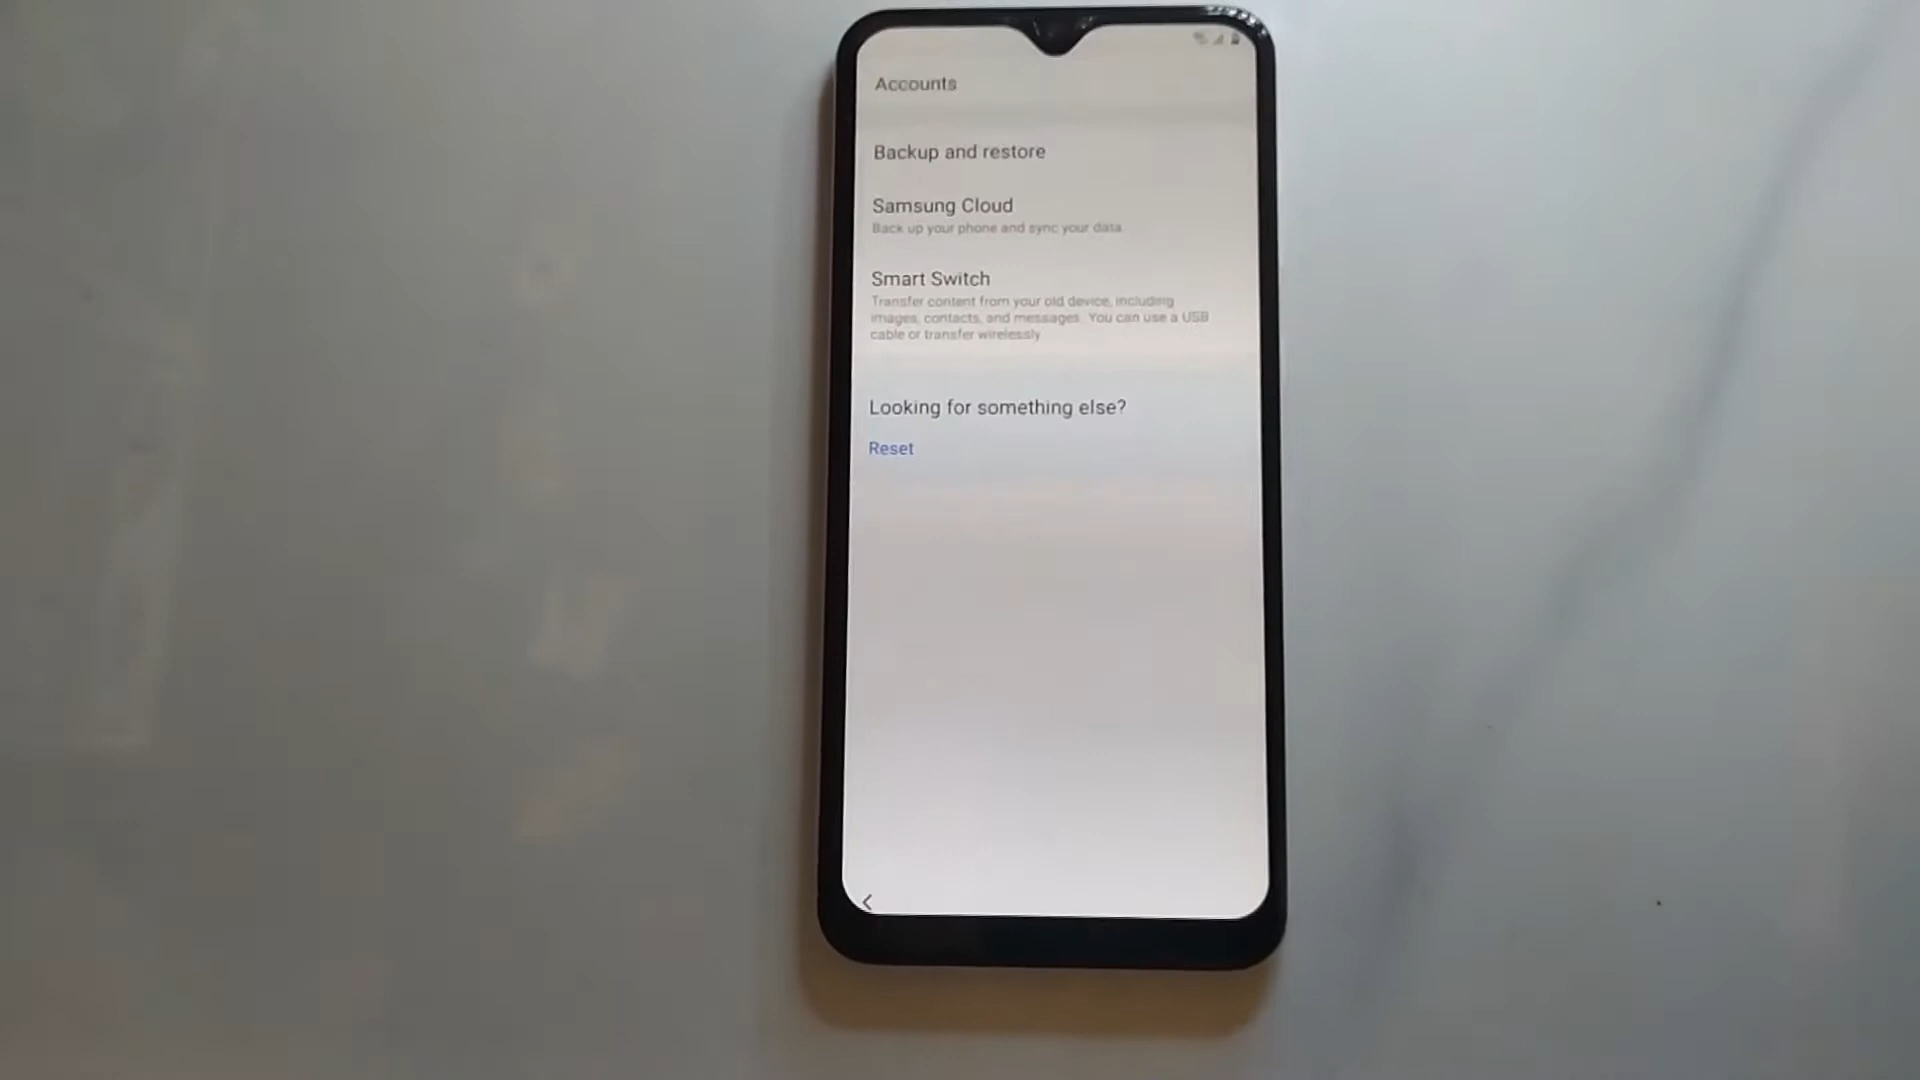 Accounts
Backup and restore
Samsung Cloud
Back up your phone and sync your data.
Smart Switch
Transfer content from your old device, including
images, contacts, and messages. You can use a USB
cable or transfer wirelessly.
Looking for something else?
Reset